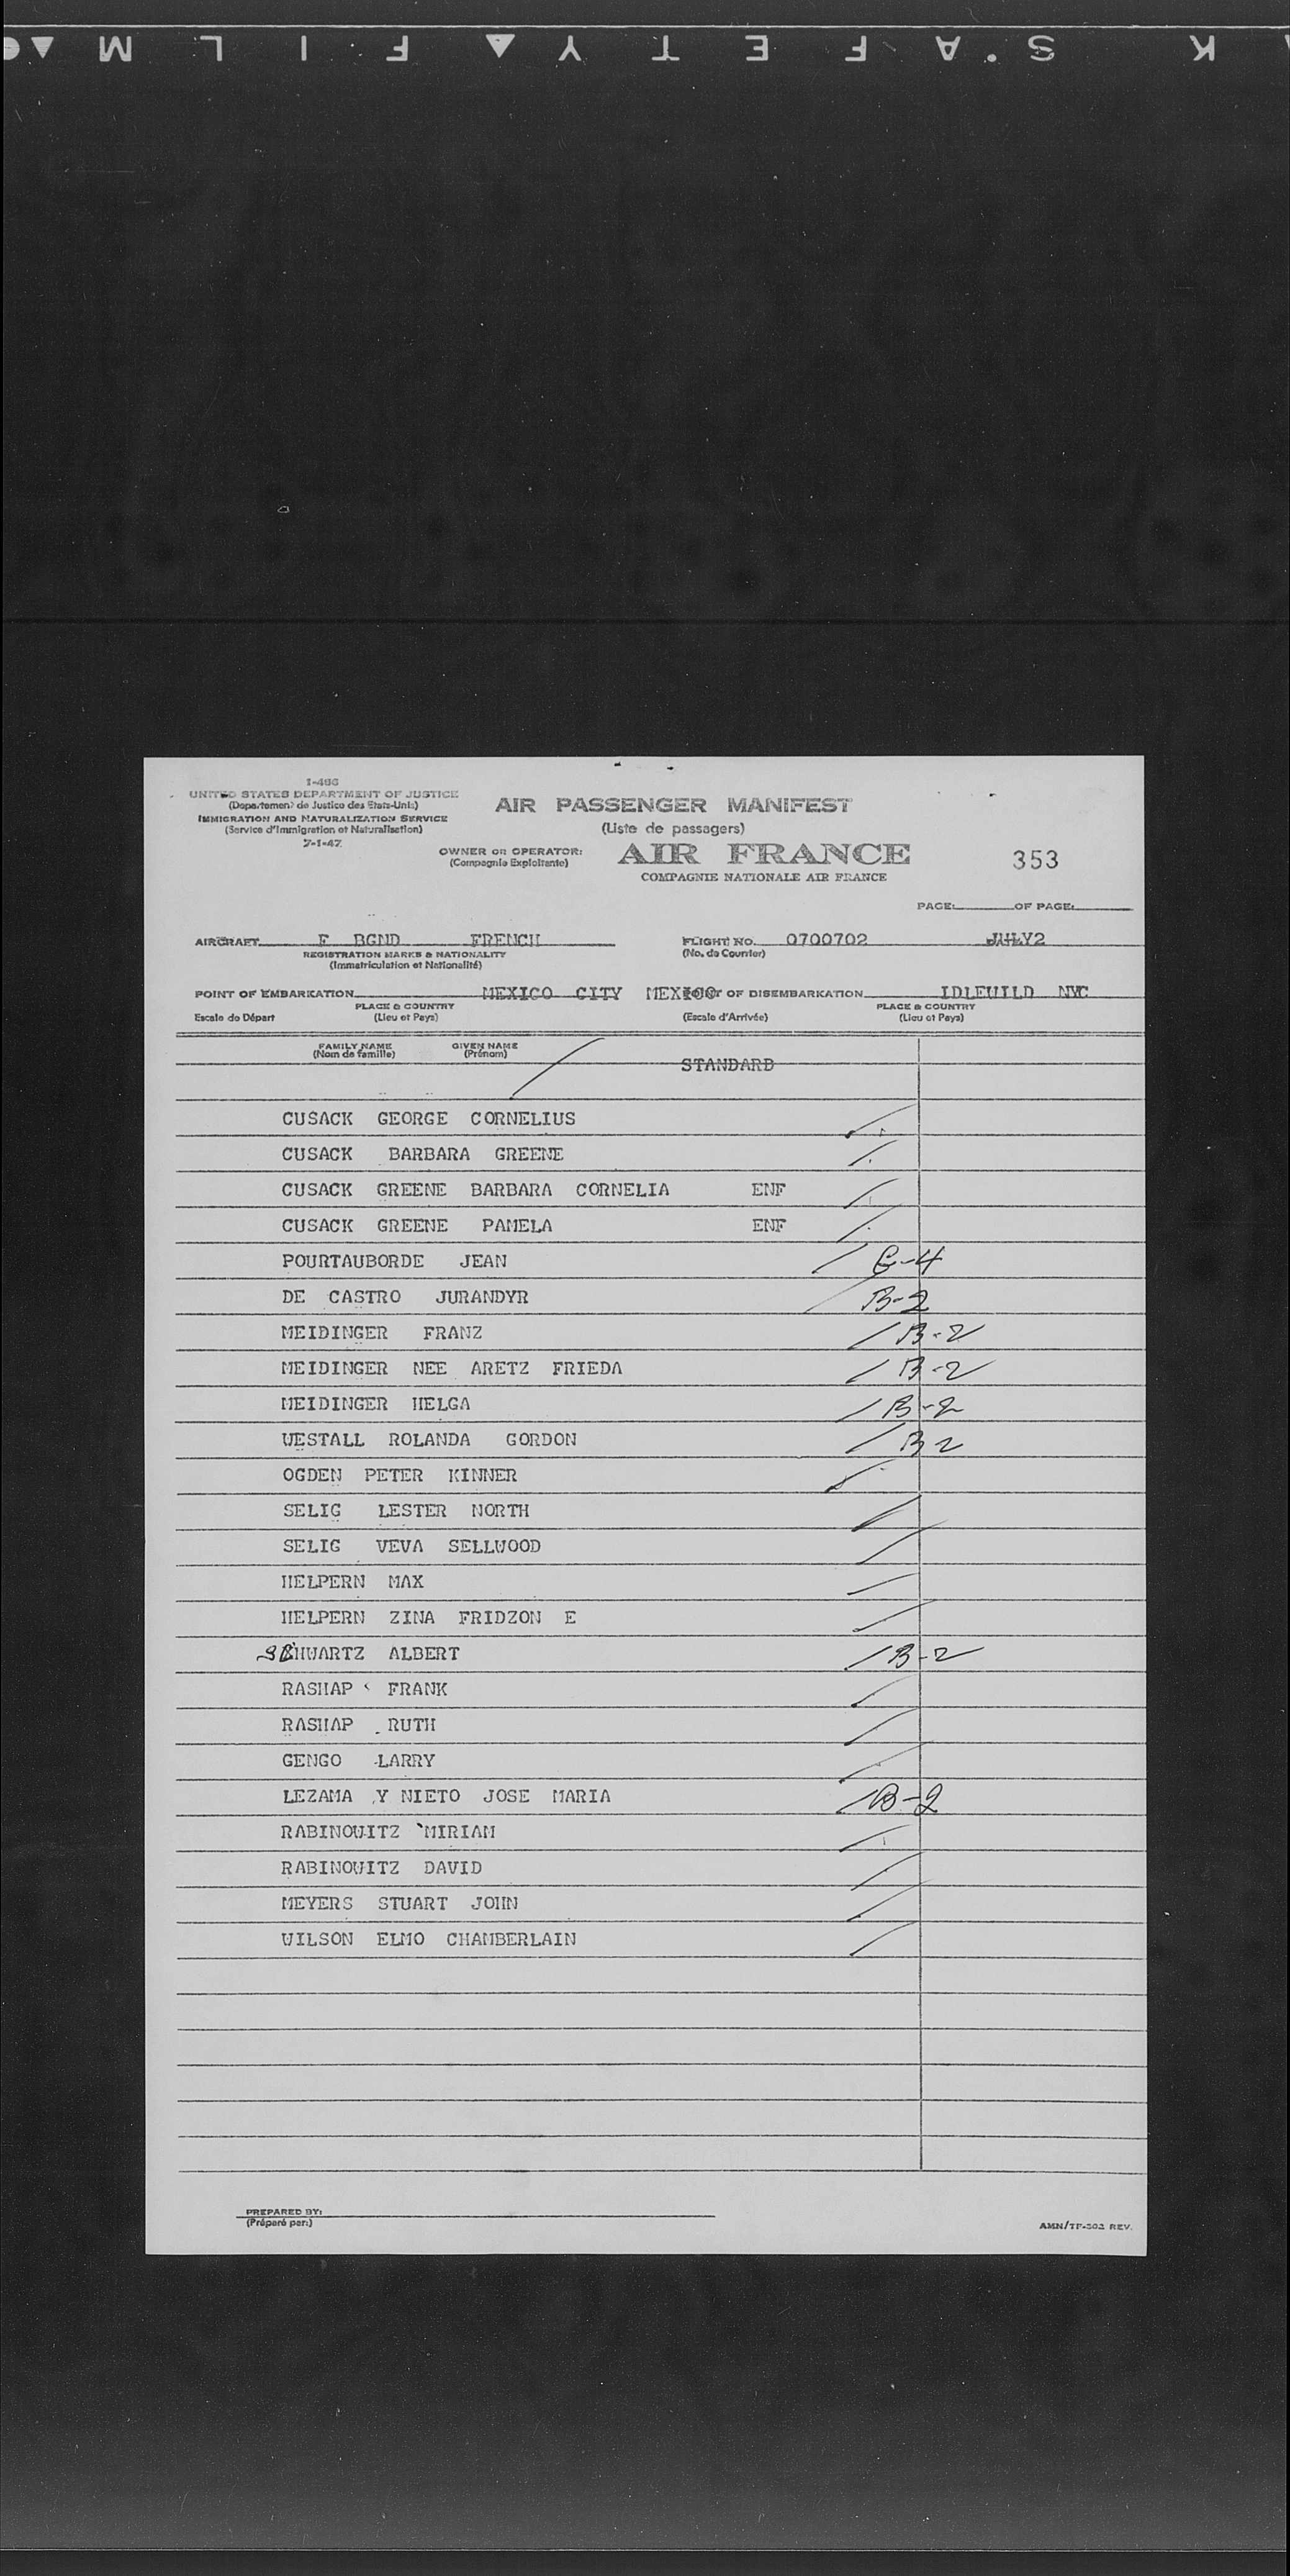 K SAFETY FILM
I-466
UNITED STATES DEPARTMENT OF JUSTICE
(Departement de Justice des Etats-Unis)
IMMIGRATION AND NATURALIZATION SERVICE
(Service d'Immigration et Naturalisation)
7-1-47
AIR PASSENGER MANIFEST
(Liste de passagers)
OWNER OR OPERATOR: AIR FRANCE
(Compagnie Exploitante)
COMPAGNIE NATIONALE AIR FRANCE
353
PAGE: OF PAGE:
AIRCRAFT F BGND FRENCH FLIGHT NO. 0700702 JULY2
REGISTRATION MARKS & NATIONALITY (No. de Courrier)
(Immatriculation et Nationalité)
POINT OF EMBARKATION MEXICO CITY MEXICO POINT OF DISEMBARKATION IDLEWILD NYC
PLACE & COUNTRY PLACE & COUNTRY
Escale de Départ (Lieu et Pays) (Escale d'Arrivée) (Lieu et Pays)
FAMILY NAME GIVEN NAME
(Nom de famille) (Prénom)
STANDARD
CUSACK GEORGE CORNELIUS
CUSACK BARBARA GREENE
CUSACK GREENE BARBARA CORNELIA ENF
CUSACK GREENE PAMELA ENF
POURTAUBORDE JEAN G-4
DE CASTRO JURANDYR B-2
MEIDINGER FRANZ B-2
MEIDINGER NEE ARETZ FRIEDA B-2
MEIDINGER HELGA B-2
WESTALL ROLANDA GORDON B 2
OGDEN PETER KINNER
SELIG LESTER NORTH
SELIG VEVA SELLWOOD
HELPERN MAX
HELPERN ZINA FRIDZON E
SCHWARTZ ALBERT B-2
RASHAP FRANK
RASHAP RUTH
GENGO LARRY
LEZAMA Y NIETO JOSE MARIA B-2
RABINOWITZ MIRIAM
RABINOWITZ DAVID
MEYERS STUART JOHN
WILSON ELMO CHAMBERLAIN
PREPARED BY:
(Préparé par:)
AMN/TF-302 REV.